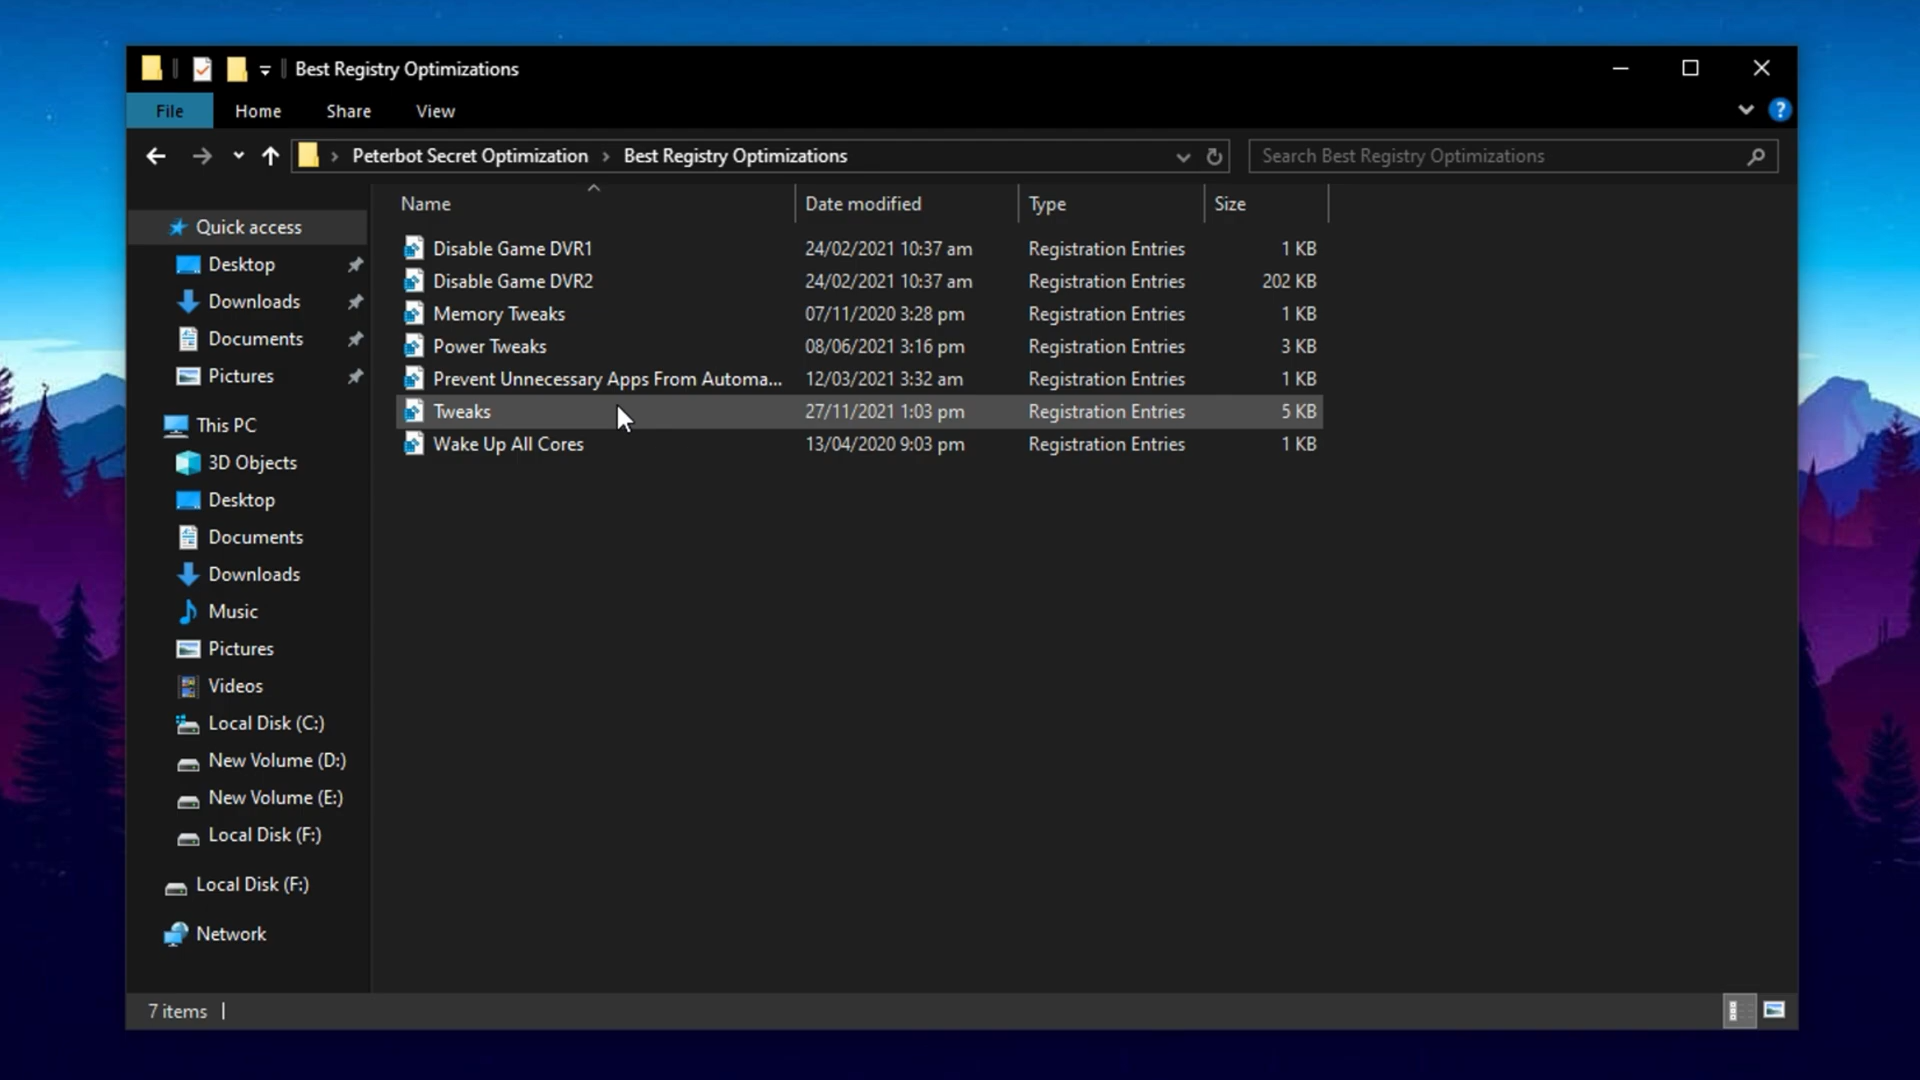 Best Registry Optimizations
File Home Share View
Peterbot Secret Optimization Best Registry Optimizations Search Best Registry Optimizations
Name Date modified Type Size
Quick access
Desktop
Downloads
Documents
Pictures
This PC
3D Objects
Desktop
Documents
Downloads
Music
Pictures
Videos
Local Disk (C:)
New Volume (D:)
New Volume (E:)
Local Disk (F:)
Local Disk (F:)
Network
Disable Game DVR1 24/02/2021 10:37 am Registration Entries 1 KB
Disable Game DVR2 24/02/2021 10:37 am Registration Entries 202 KB
Memory Tweaks 07/11/2020 3:28 pm Registration Entries 1 KB
Power Tweaks 08/06/2021 3:16 pm Registration Entries 3 KB
Prevent Unnecessary Apps From Automa... 12/03/2021 3:32 am Registration Entries 1 KB
Tweaks 27/11/2021 1:03 pm Registration Entries 5 KB
Wake Up All Cores 13/04/2020 9:03 pm Registration Entries 1 KB
7 items